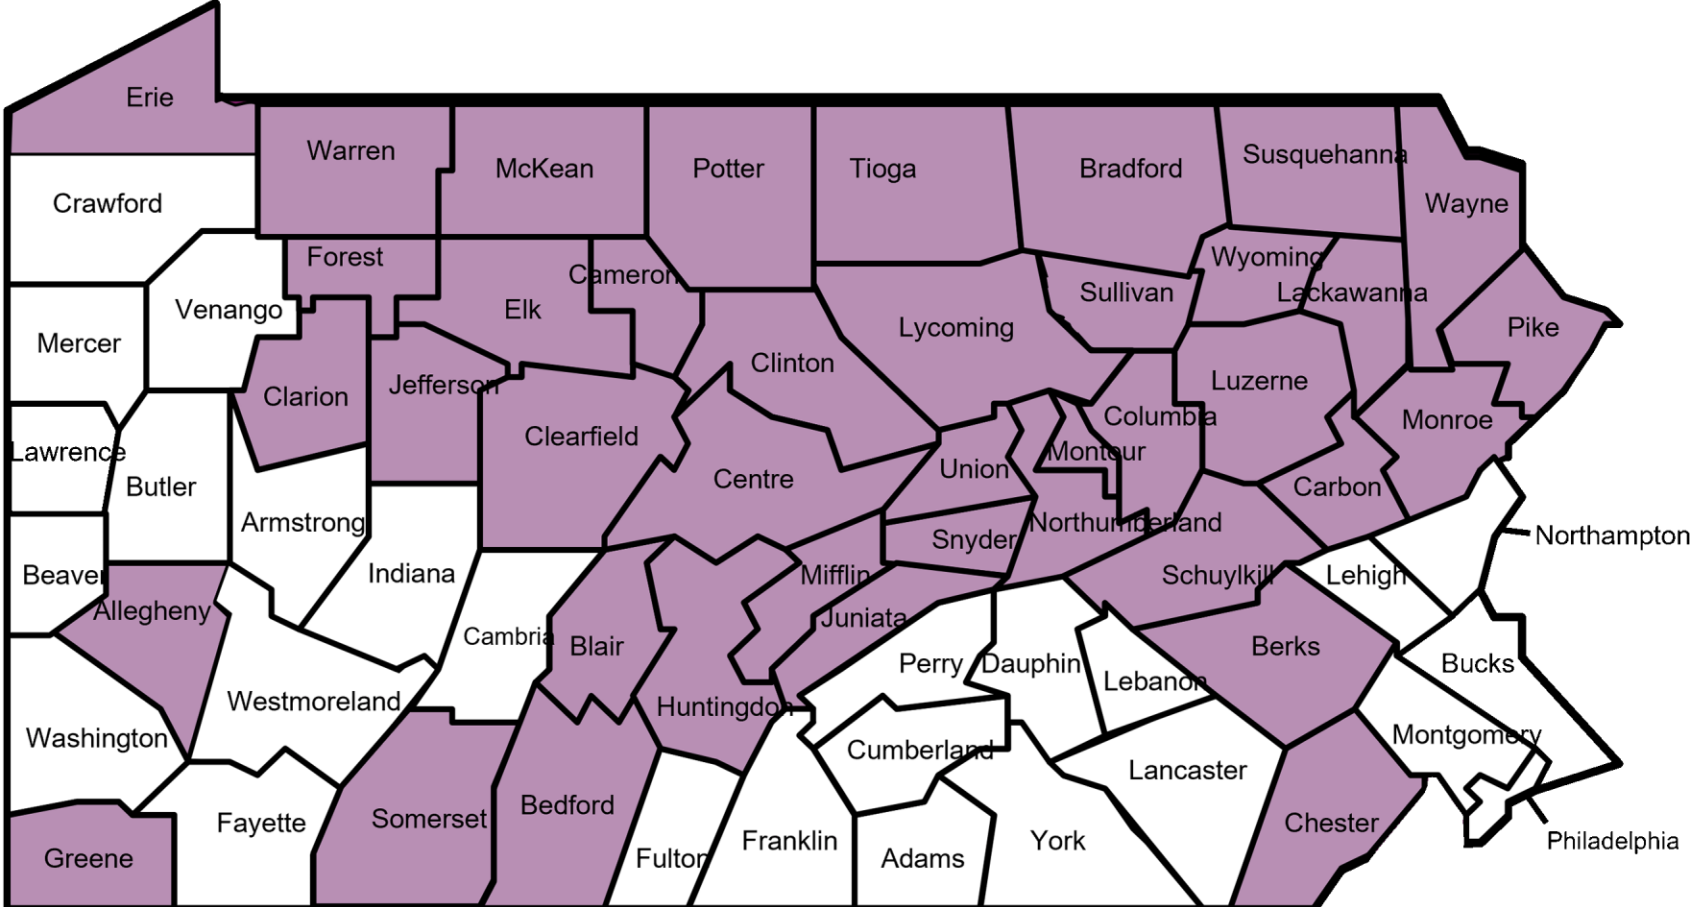 Erie
Warren
McKean
Potter
Tioga
Bradford
Susquehanna
Wayne
Crawford
Forest
Cameron
Wyoming
Venango
Elk
Sullivan
Lackawanna
Mercer
Lycoming
Pike
Clinton
Clarion
Jefferson
Luzerne
Columbia
Monroe
Lawrence
Clearfield
Montour
Butler
Centre
Union
Carbon
Armstrong
Northumberland
Snyder
Northampton
Beaver
Indiana
Mifflin
Schuylkill
Lehigh
Allegheny
Juniata
Cambria
Blair
Berks
Perry
Dauphin
Bucks
Lebanon
Westmoreland
Huntingdon
Washington
Cumberland
Montgomery
Lancaster
Bedford
Fayette
Somerset
Chester
Greene
Fulton
Franklin
Adams
York
Philadelphia